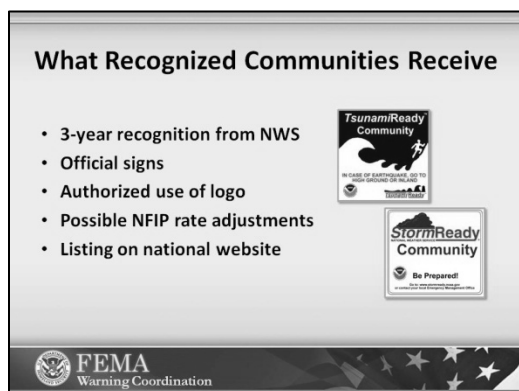 What Recognized Communities Receive
• 3-year recognition from NWS
• Official signs
• Authorized use of logo
• Possible NFIP rate adjustments
• Listing on national website
TsunamiReady™
Community
IN CASE OF EARTHQUAKE, GO TO
HIGH GROUND OR INLAND
StormReady
Community
Be Prepared!
FEMA
Warning Coordination